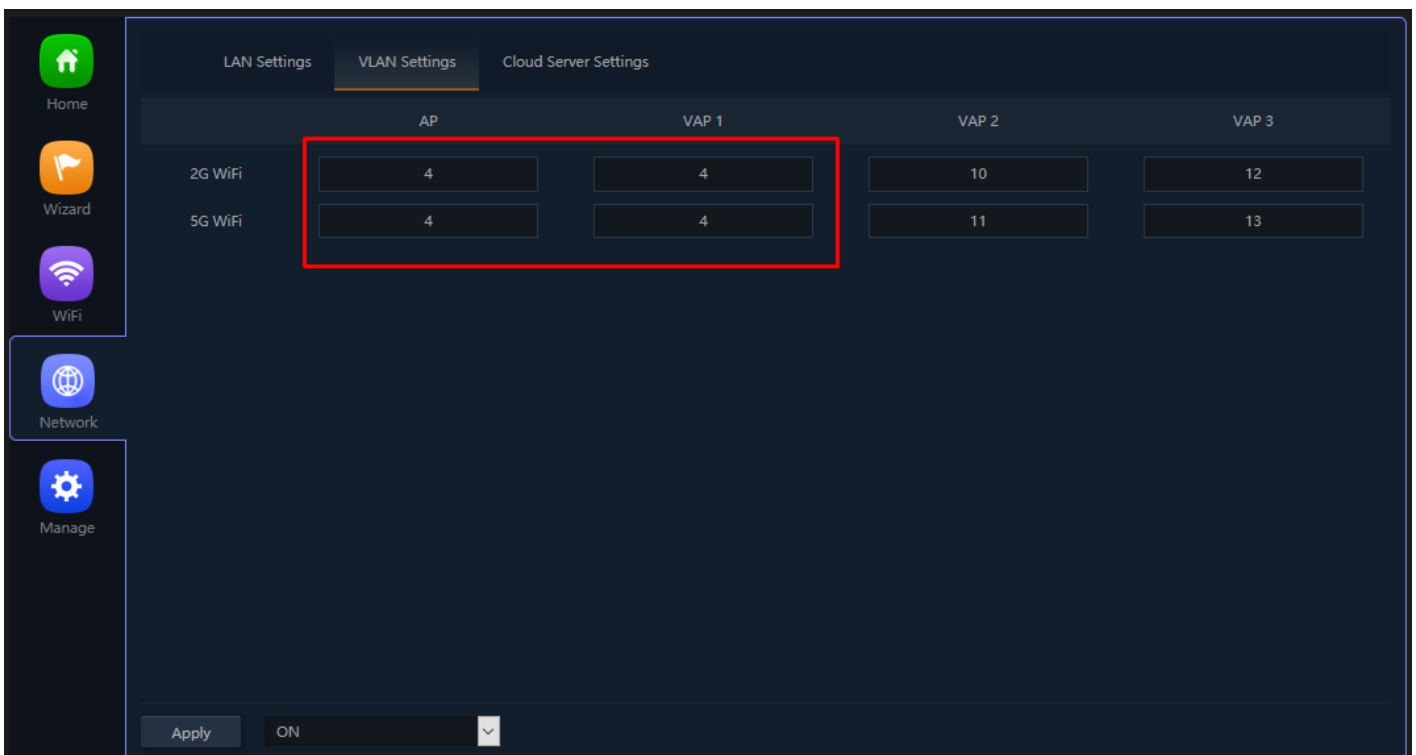 LAN Settings VLAN Settings Cloud Server Settings
Home
AP VAP 1 VAP 2 VAP 3
2G WiFi 4 4 10 12
Wizard
5G WiFi 4 4 11 13
WiFi
Network
Manage
Apply ON